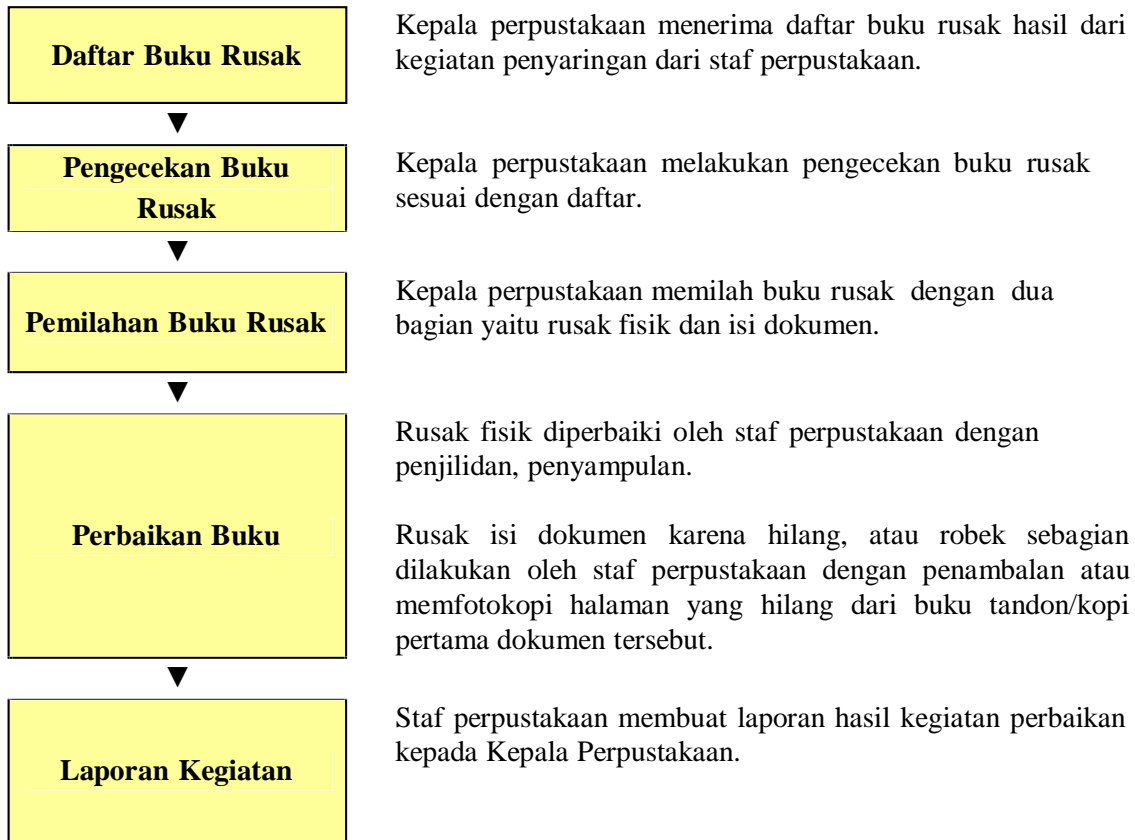 Daftar Buku Rusak
Kepala perpustakaan menerima daftar buku rusak hasil dari
kegiatan penyaringan dari staf perpustakaan.
▼
Pengecekan Buku
Rusak
Kepala perpustakaan melakukan pengecekan buku rusak
sesuai dengan daftar.
▼
Pemilahan Buku Rusak
Kepala perpustakaan memilah buku rusak dengan dua
bagian yaitu rusak fisik dan isi dokumen.
▼
Perbaikan Buku
Rusak fisik diperbaiki oleh staf perpustakaan dengan
penjilidan, penyampulan.
Rusak isi dokumen karena hilang, atau robek sebagian
dilakukan oleh staf perpustakaan dengan penambalan atau
memfotokopi halaman yang hilang dari buku tandon/kopi
pertama dokumen tersebut.
▼
Laporan Kegiatan
Staf perpustakaan membuat laporan hasil kegiatan perbaikan
kepada Kepala Perpustakaan.